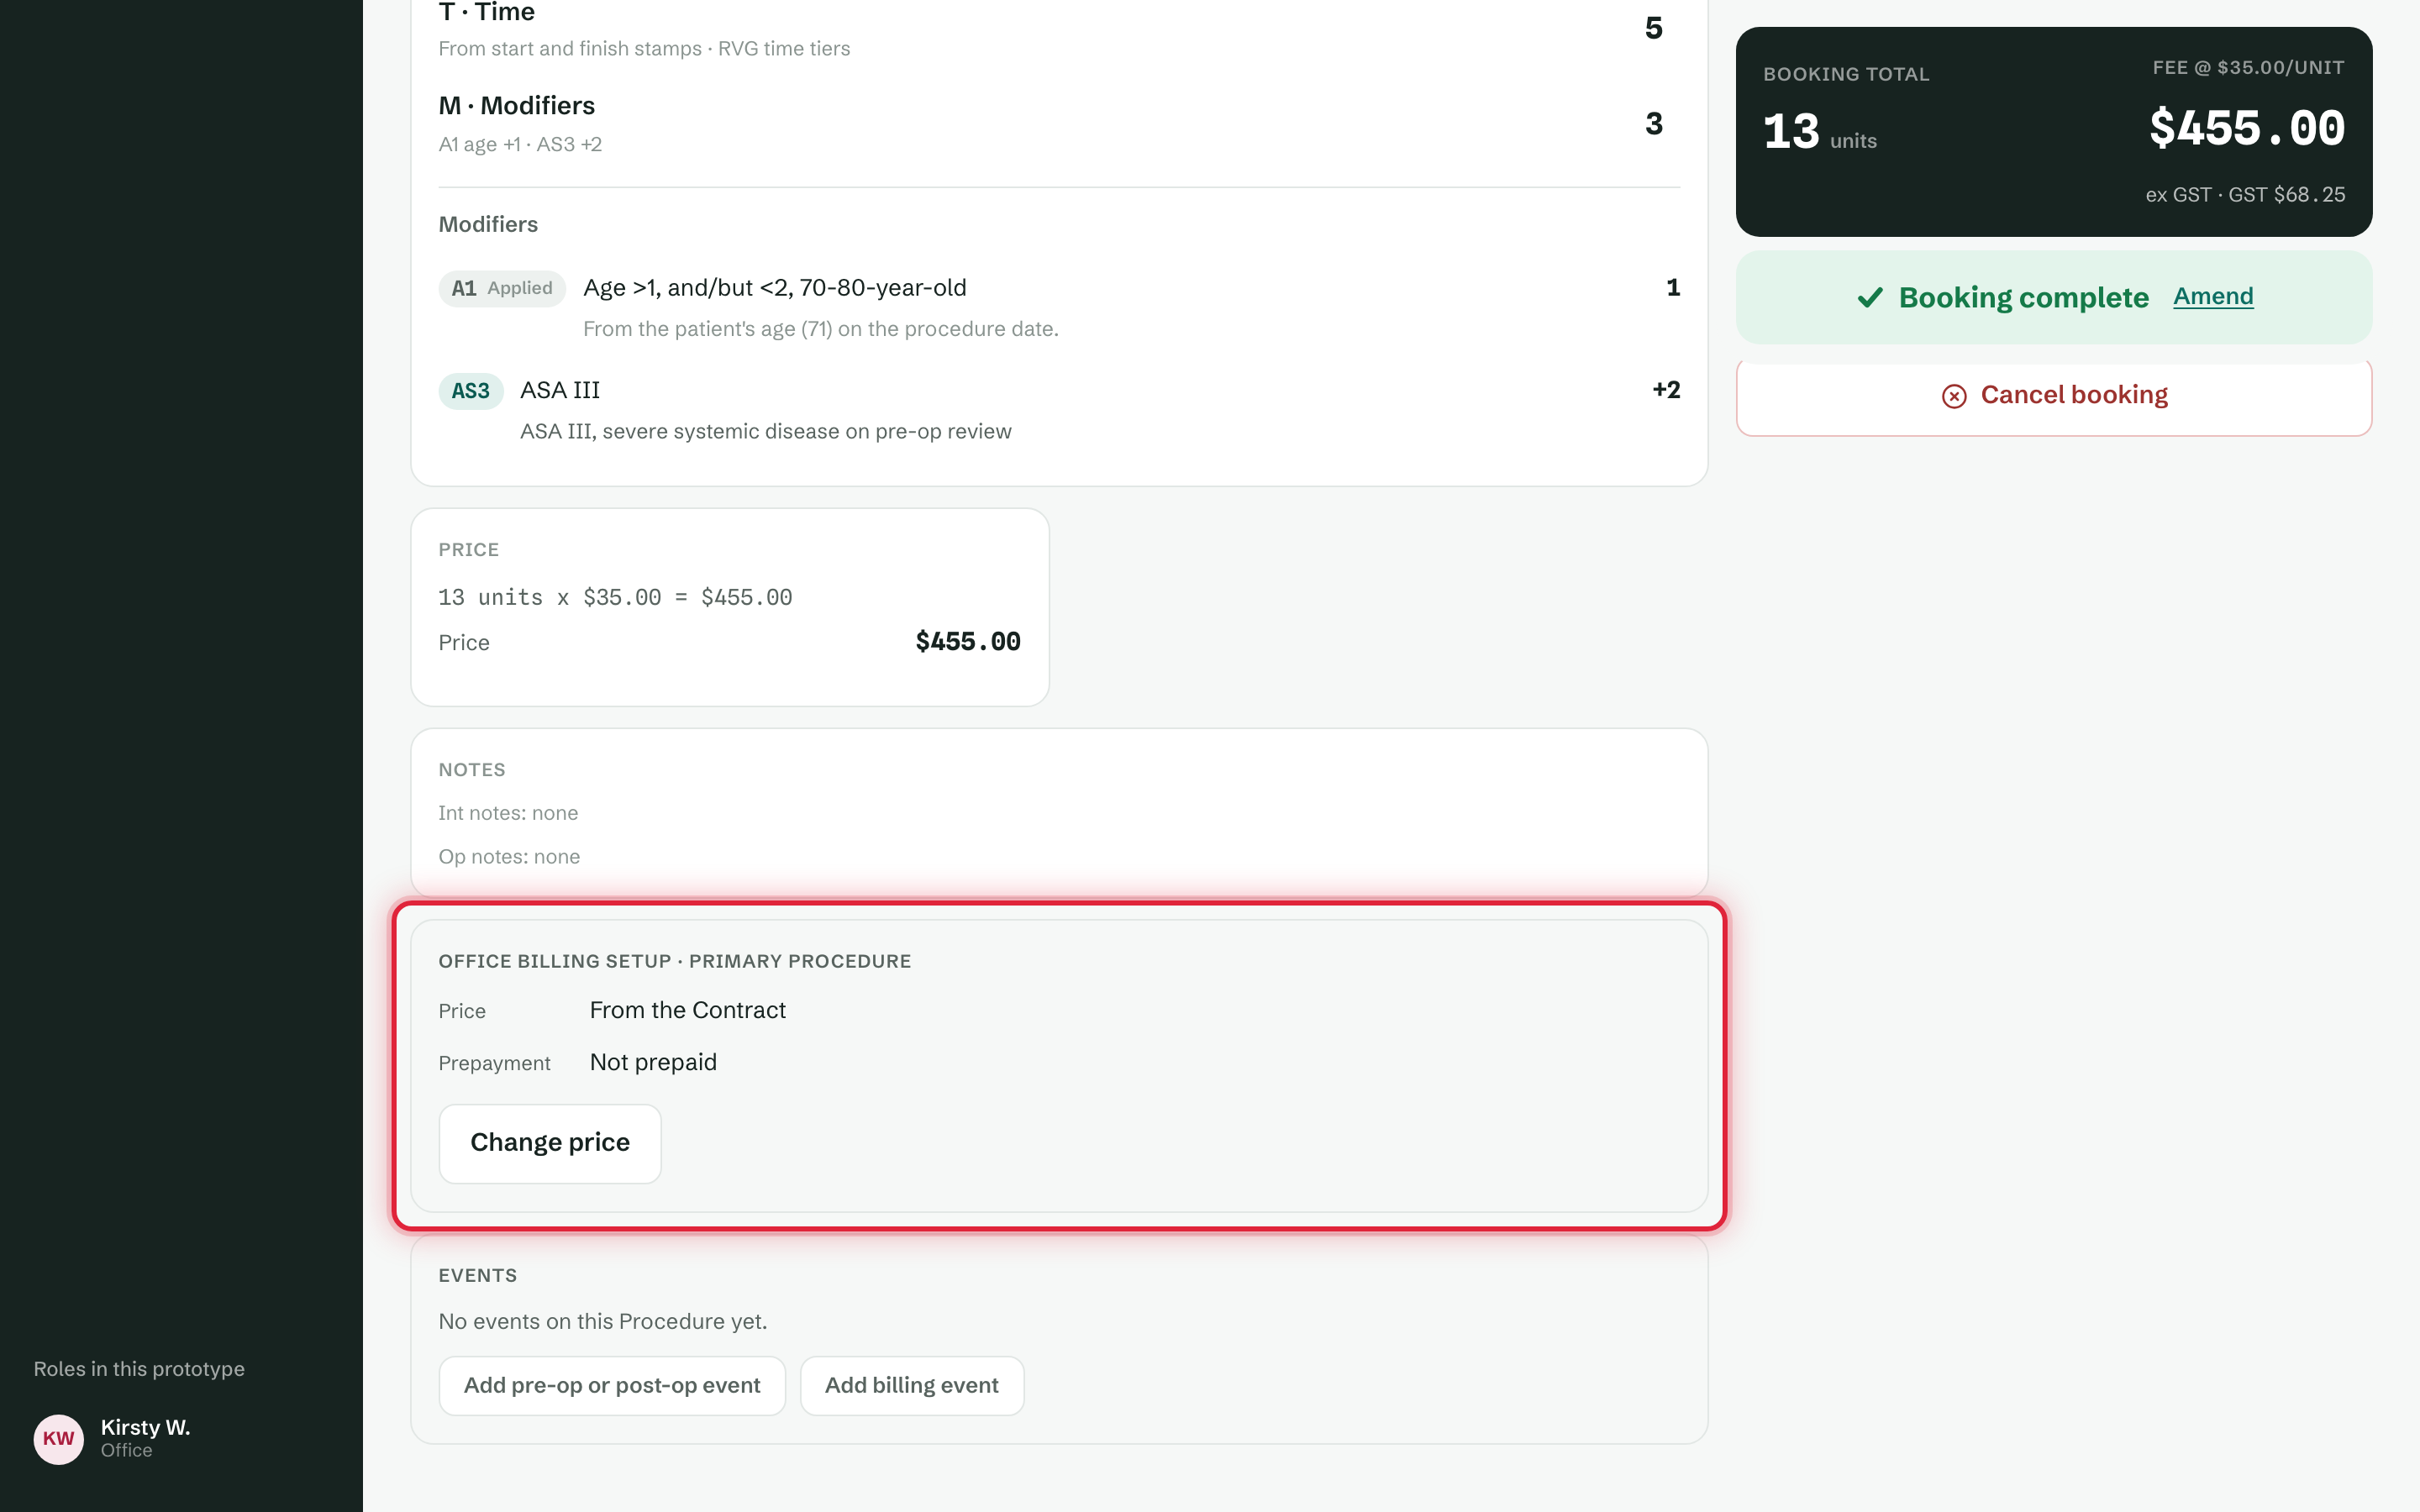 T · Time
5
From start and finish stamps · RVG time tiers
M · Modifiers
3
A1 age +1 · AS3 +2
Modifiers
A1 Applied Age >1, and/but <2, 70-80-year-old 1
From the patient's age (71) on the procedure date.
AS3 ASA III +2
ASA III, severe systemic disease on pre-op review
PRICE
13 units x $35.00 = $455.00
Price $455.00
NOTES
Int notes: none
Op notes: none
OFFICE BILLING SETUP · PRIMARY PROCEDURE
Price From the Contract
Prepayment Not prepaid
Change price
EVENTS
No events on this Procedure yet.
Add pre-op or post-op event Add billing event
BOOKING TOTAL
13 units
FEE @ $35.00/UNIT
$455.00
ex GST · GST $68.25
Booking complete Amend
Cancel booking
Roles in this prototype
KW
Kirsty W.
Office